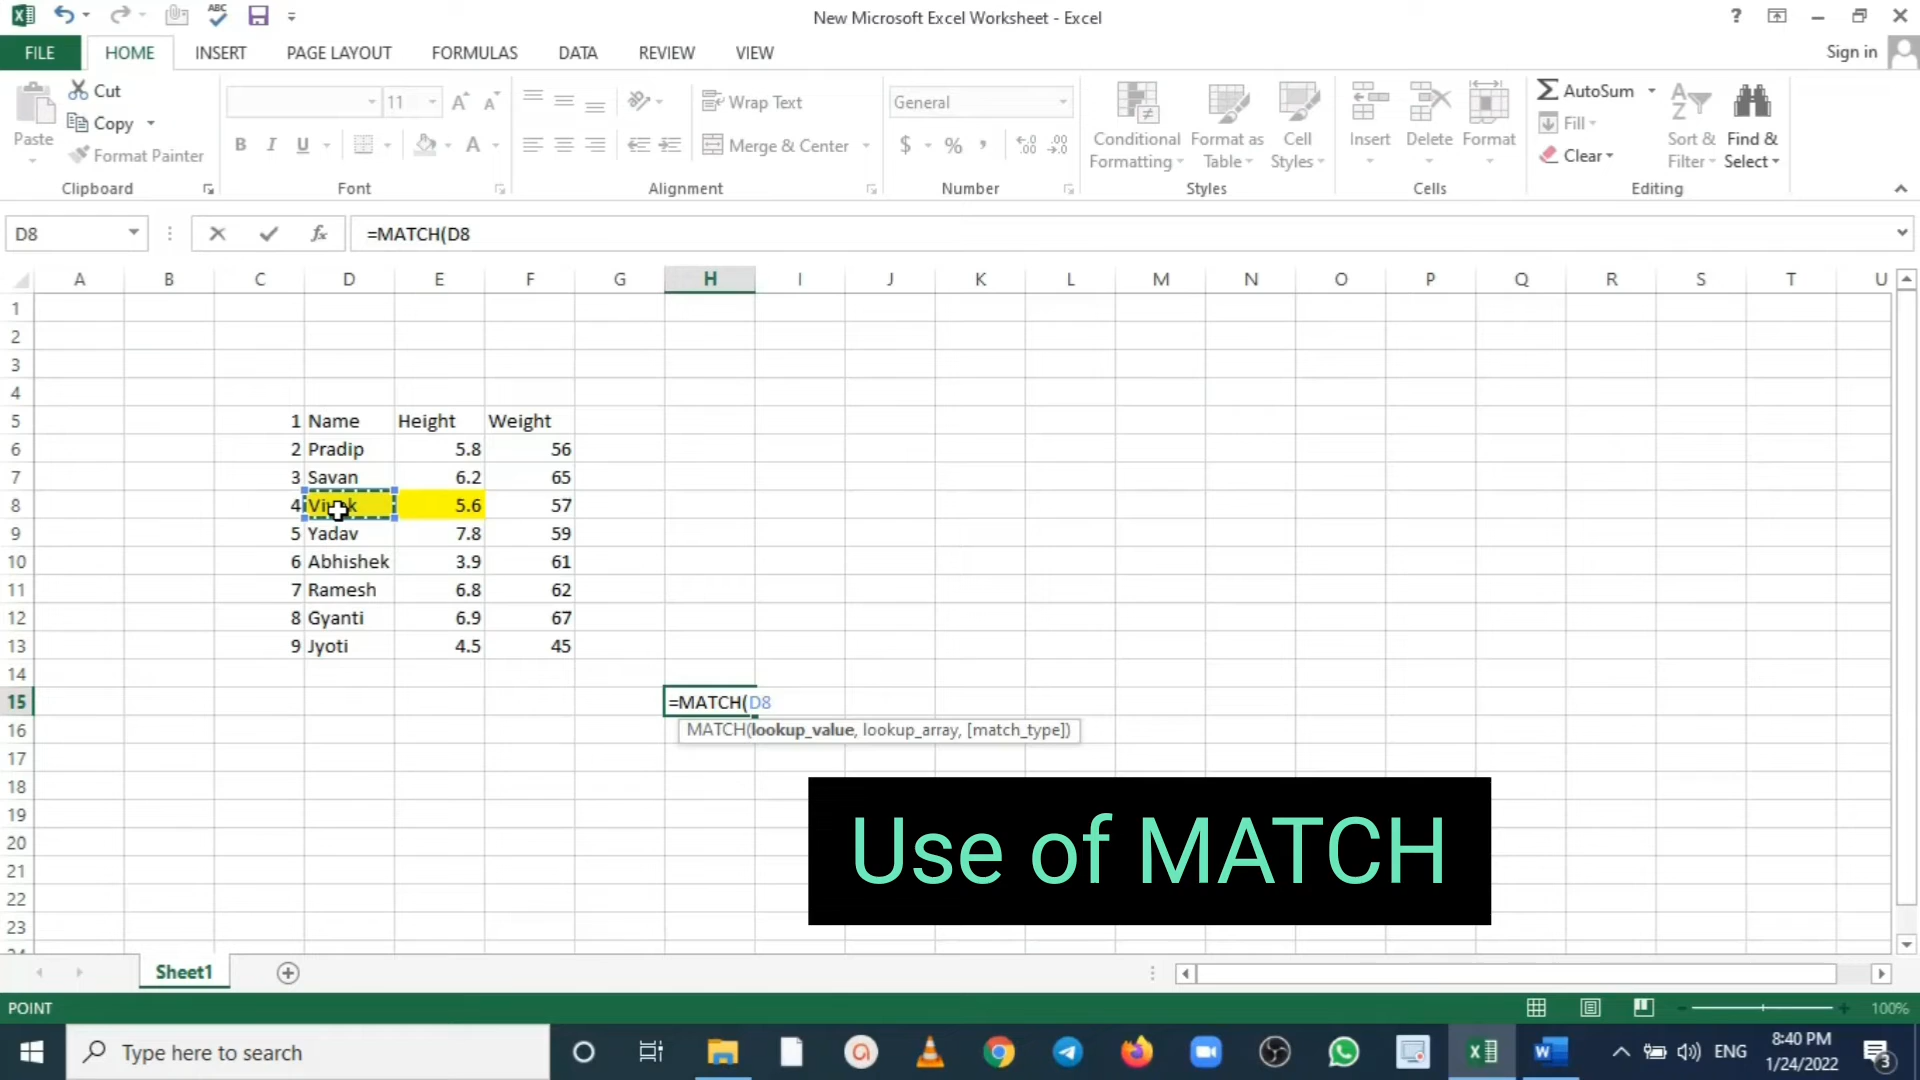 ABC
New Microsoft Excel Worksheet - Excel
?
FILE HOME INSERT PAGE LAYOUT FORMULAS DATA REVIEW VIEW Sign in
Paste
Cut
Copy
Format Painter
Clipboard
11 A A
B I U A
Font
Wrap Text
Merge & Center
Alignment
General
$ % , .00 .00
Number
Conditional Formatting
Format as Table
Cell Styles
Styles
Insert Delete Format
Cells
AutoSum
Fill
Clear
Sort & Filter
Find & Select
Editing
D8 fx =MATCH(D8
A B C D E F G H I J K L M N O P Q R S T U
1
2
3
4
5 1 Name Height Weight
6 2 Pradip 5.8 56
7 3 Savan 6.2 65
8 4 Vivek 5.6 57
9 5 Yadav 7.8 59
10 6 Abhishek 3.9 61
11 7 Ramesh 6.8 62
12 8 Gyanti 6.9 67
13 9 Jyoti 4.5 45
14
15 =MATCH(D8
16 MATCH(lookup_value, lookup_array, [match_type])
17
18
19
20
21
22
23
Use of MATCH
Sheet1
POINT 100%
Type here to search
ENG
8:40 PM
1/24/2022
3